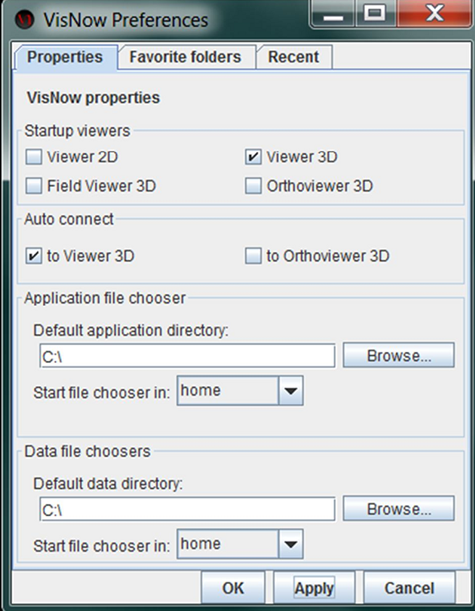 VisNow Preferences
Properties Favorite folders Recent
VisNow properties
Startup viewers
Viewer 2D Viewer 3D
Field Viewer 3D Orthoviewer 3D
Auto connect
to Viewer 3D to Orthoviewer 3D
Application file chooser
Default application directory:
C:\ Browse...
Start file chooser in: home
Data file choosers
Default data directory:
C:\ Browse...
Start file chooser in: home
OK Apply Cancel